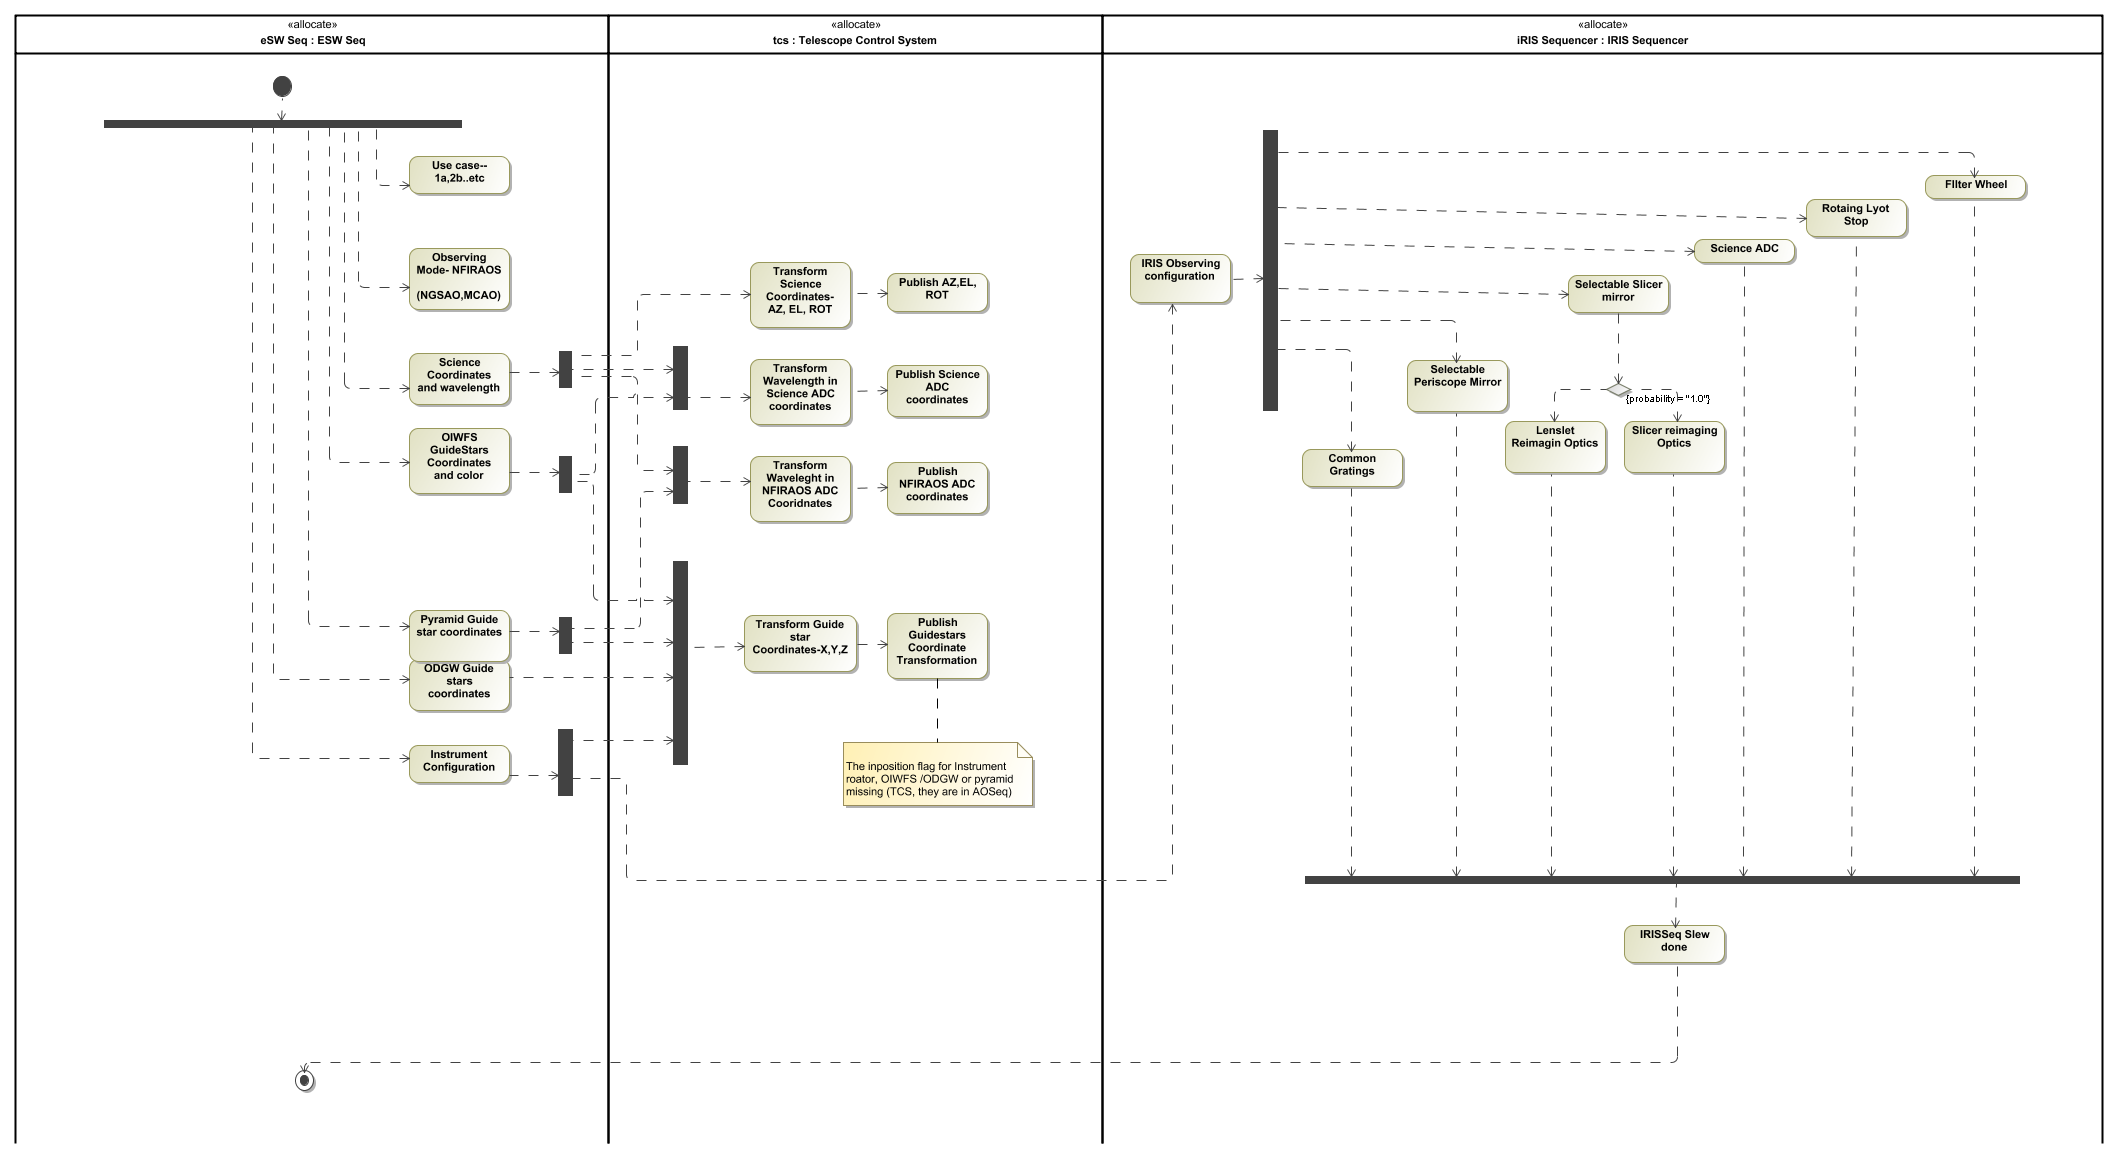 «allocate»
eSW Seq : ESW Seq
«allocate»
tcs : Telescope Control System
«allocate»
iRIS Sequencer : IRIS Sequencer
Use case--
1a,2b..etc
Observing
Mode- NFIRAOS
(NGSAO,MCAO)
Science
Coordinates
and wavelength
OIWFS
GuideStars
Coordinates
and color
Pyramid Guide
star coordinates
ODGW Guide
stars
coordinates
Instrument
Configuration
Transform
Science
Coordinates-
AZ, EL, ROT
Publish AZ,EL,
ROT
Transform
Wavelength in
Science ADC
coordinates
Publish Science
ADC
coordinates
Transform
Waveleght in
NFIRAOS ADC
Cooridnates
Publish
NFIRAOS ADC
coordinates
Transform Guide
star
Coordinates-X,Y,Z
Publish
Guidestars
Coordinate
Transformation
The inposition flag for Instrument
roator, OIWFS /ODGW or pyramid
missing (TCS, they are in AOSeq)
IRIS Observing
configuration
FIlter Wheel
Rotaing Lyot
Stop
Science ADC
Selectable Slicer
mirror
Selectable
Periscope Mirror
{probability = "1.0"}
Lenslet
Reimagin Optics
Slicer reimaging
Optics
Common
Gratings
IRISSeq Slew
done